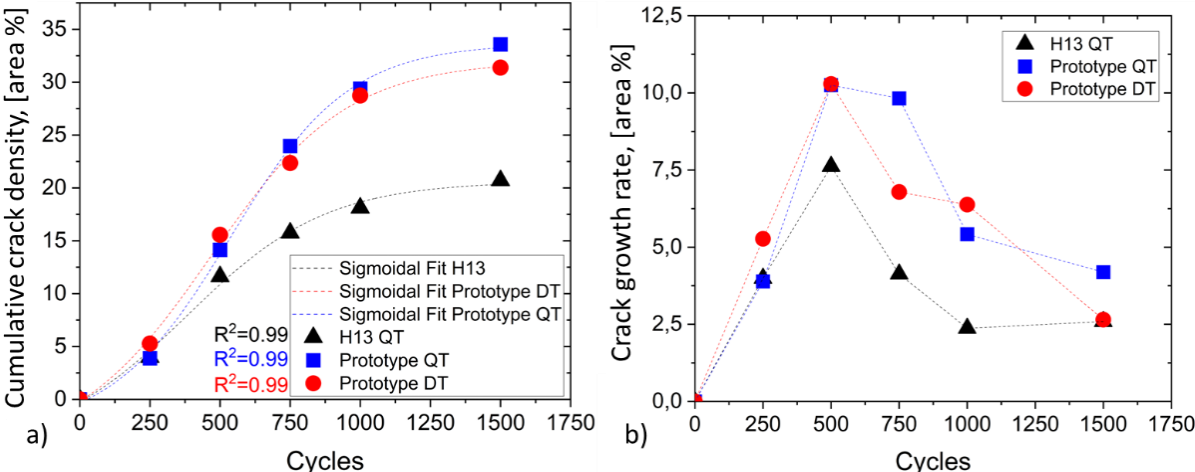 Cumulative crack density, [area %]
35
30
25
20
15
10
5
0
Sigmoidal Fit H13
Sigmoidal Fit Prototype DT
Sigmoidal Fit Prototype QT
H13 QT
Prototype QT
Prototype DT
R²=0.99
R²=0.99
R²=0.99
0 250 500 750 1000 1250 1500 1750
a)
Cycles
Crack growth rate, [area %]
12,5
10,0
7,5
5,0
2,5
0,0
H13 QT
Prototype QT
Prototype DT
0 250 500 750 1000 1250 1500 1750
b)
Cycles